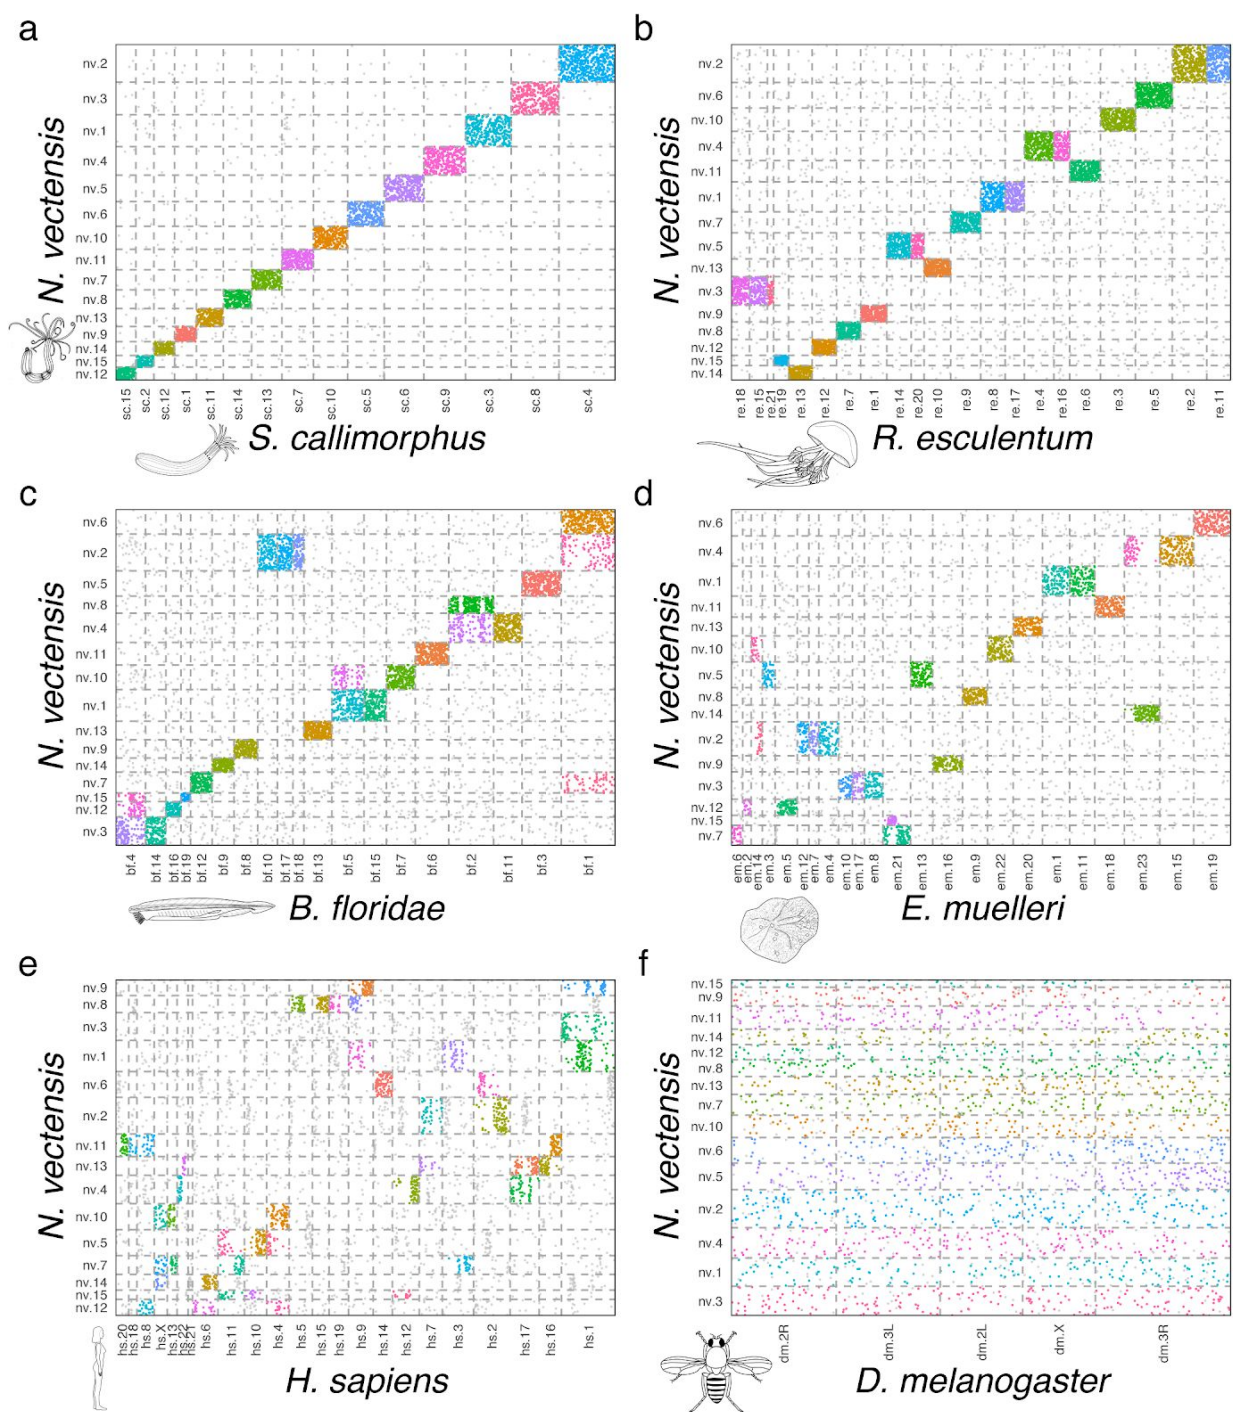 a
nv.2
nv.3
nv.1
nv.4
nv.5
nv.6
nv.10
nv.11
nv.7
nv.8
nv.13
nv.9
nv.14
nv.15
nv.12
N. vectensis
sc.15
sc.2
sc.12
sc.1
sc.11
sc.14
sc.13
sc.7
sc.10
sc.5
sc.6
sc.9
sc.3
sc.8
sc.4
S. callimorphus
b
nv.2
nv.6
nv.10
nv.4
nv.11
nv.1
nv.7
nv.5
nv.13
nv.3
nv.9
nv.8
nv.12
nv.15
nv.14
N. vectensis
re.18
re.15
re.21
re.19
re.13
re.12
re.7
re.1
re.14
re.20
re.10
re.9
re.8
re.17
re.4
re.16
re.6
re.3
re.5
re.2
re.11
R. esculentum
c
nv.6
nv.2
nv.5
nv.8
nv.4
nv.11
nv.10
nv.1
nv.13
nv.9
nv.14
nv.7
nv.15
nv.12
nv.3
N. vectensis
bf.4
bf.14
bf.16
bf.19
bf.12
bf.9
bf.8
bf.10
bf.17
bf.18
bf.13
bf.5
bf.15
bf.7
bf.6
bf.2
bf.11
bf.3
bf.1
B. floridae
d
nv.6
nv.4
nv.1
nv.11
nv.13
nv.10
nv.5
nv.8
nv.14
nv.2
nv.9
nv.3
nv.12
nv.15
nv.7
N. vectensis
em.6
em.2
em.14
em.3
em.5
em.12
em.7
em.4
em.10
em.17
em.8
em.21
em.13
em.16
em.9
em.22
em.20
em.1
em.11
em.18
em.23
em.15
em.19
E. muelleri
e
nv.9
nv.8
nv.3
nv.1
nv.6
nv.2
nv.11
nv.13
nv.4
nv.10
nv.5
nv.7
nv.14
nv.15
nv.12
N. vectensis
hs.20
hs.18
hs.8
hs.X
hs.13
hs.22
hs.21
hs.6
hs.11
hs.10
hs.4
hs.5
hs.15
hs.19
hs.9
hs.14
hs.12
hs.7
hs.3
hs.2
hs.17
hs.16
hs.1
H. sapiens
f
nv.15
nv.9
nv.11
nv.14
nv.12
nv.8
nv.13
nv.7
nv.10
nv.6
nv.5
nv.2
nv.4
nv.1
nv.3
N. vectensis
dm.2R
dm.3L
dm.2L
dm.X
dm.3R
D. melanogaster